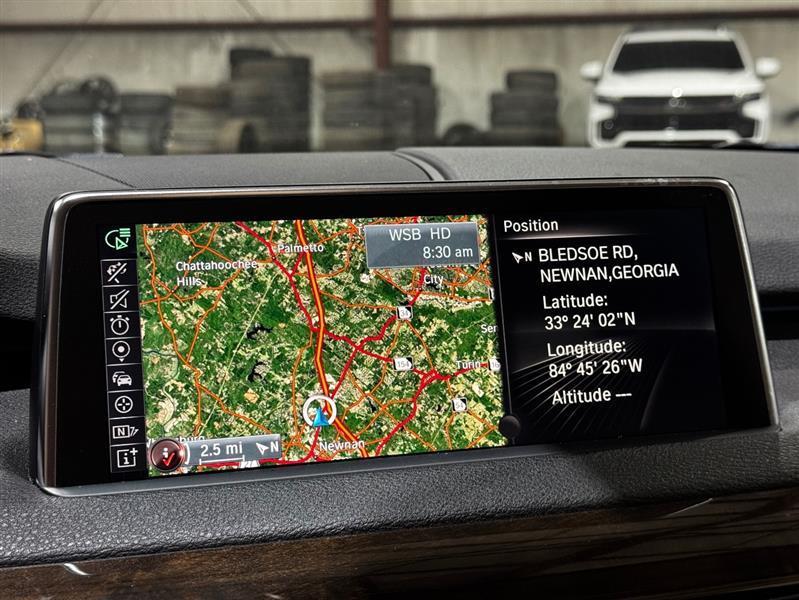 WSB HD
8:30 am
Palmetto
Chattahoochee
Hills
City
Turin
Newnan
2.5 mi N
Position
N BLEDSOE RD,
NEWNAN,GEORGIA
Latitude:
33° 24' 02"N
Longitude:
84° 45' 26"W
Altitude ---